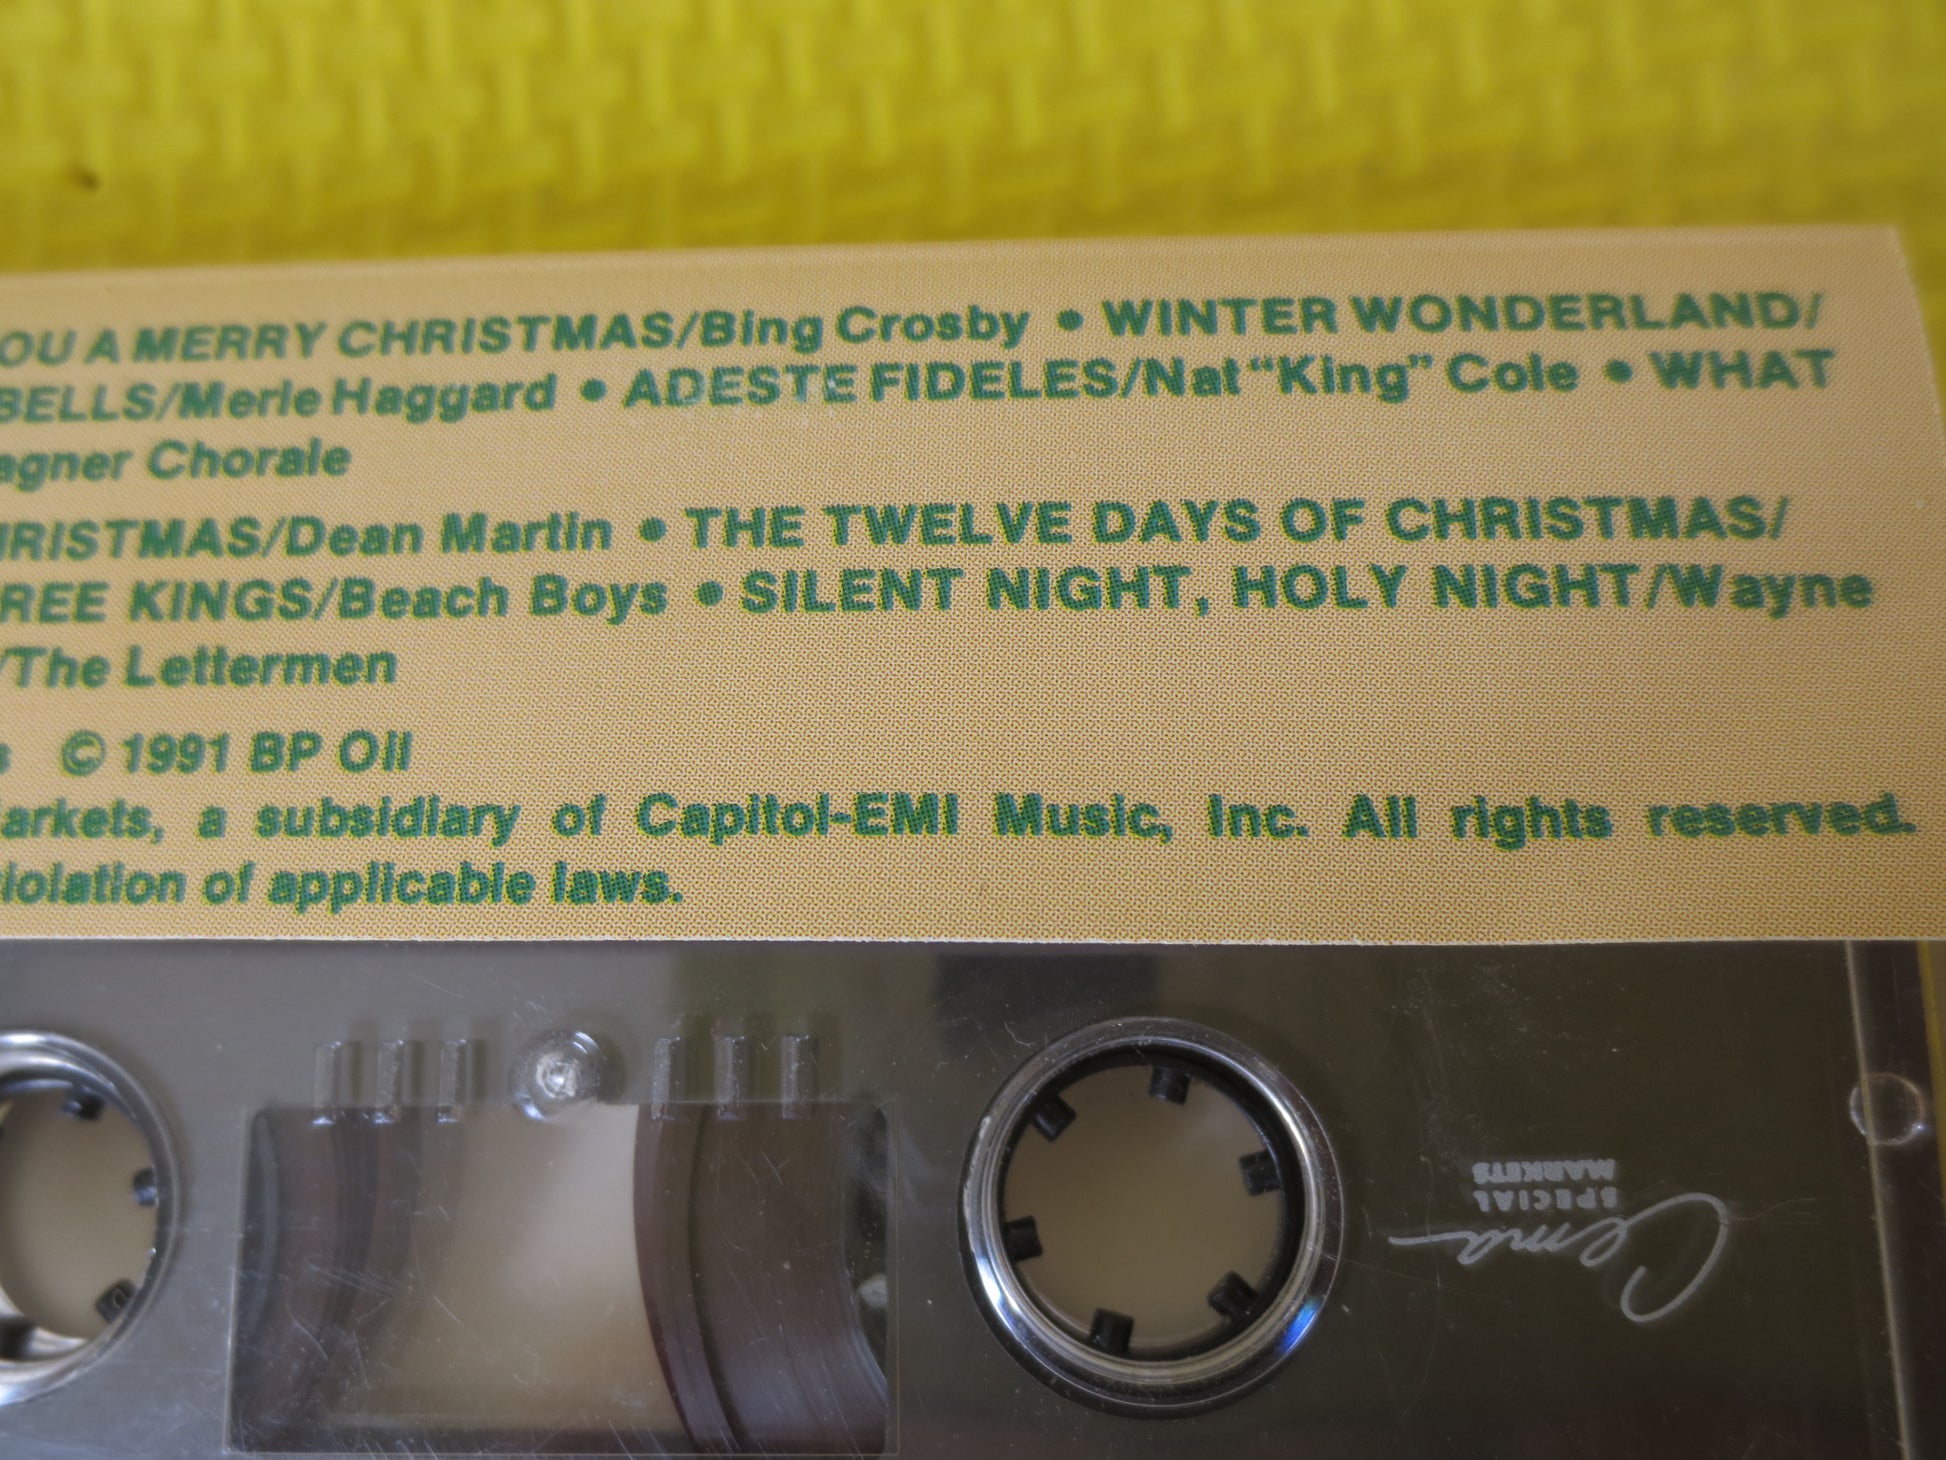 OU A MERRY CHRISTMAS/Bing Crosby • WINTER WONDERLAND/
BELLS/Merle Haggard • ADESTE FIDELES/Nat "King" Cole • WHAT
agner Chorale
HRISTMAS/Dean Martin • THE TWELVE DAYS OF CHRISTMAS/
REE KINGS/Beach Boys • SILENT NIGHT, HOLY NIGHT/Wayne
/The Lettermen
s © 1991 BP Oil
arkets, a subsidiary of Capitol-EMI Music, Inc. All rights reserved.
violation of applicable laws.
Cema
SPECIAL
MARKETS